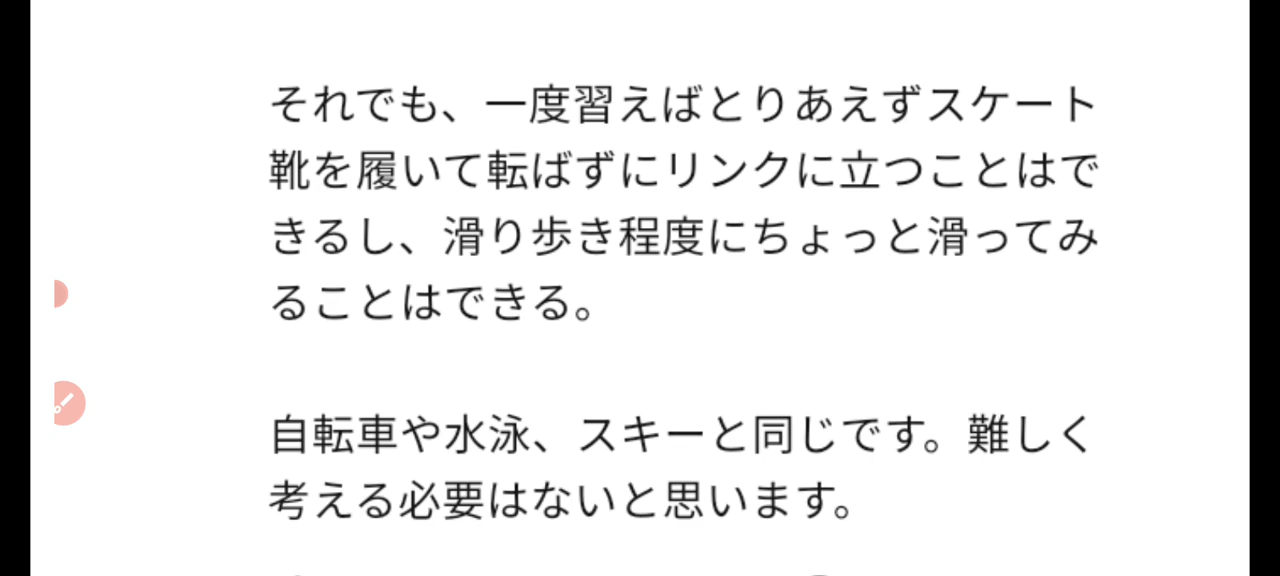 それでも、一度習えばとりあえずスケート
靴を履いて転ばずにリンクに立つことはで
きるし、滑り歩き程度にちょっと滑ってみ
ることはできる。
自転車や水泳、スキーと同じです。難しく
考える必要はないと思います。